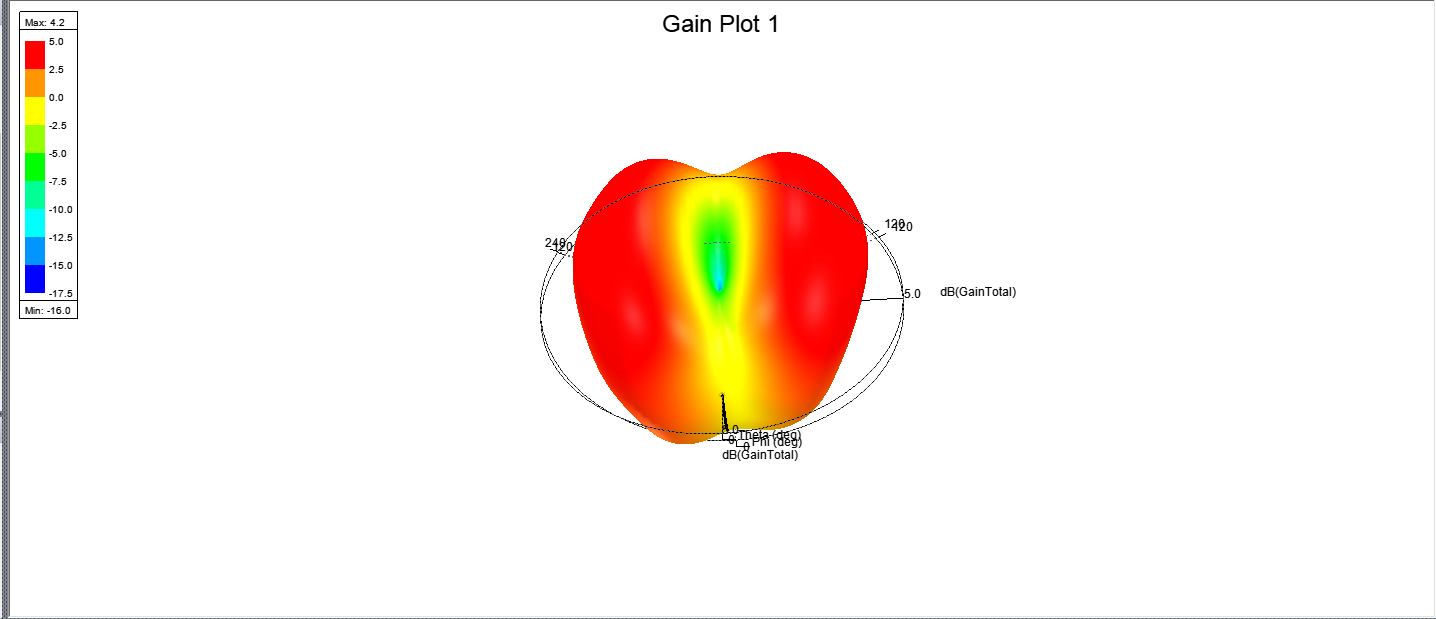 Gain Plot 1
Max: 4.2
5.0
2.5
0.0
-2.5
-5.0
-7.5
-10.0
-12.5
-15.0
-17.5
Min: -16.0
120
240
5.0 dB(GainTotal)
Theta (deg)
Phi (deg)
dB(GainTotal)